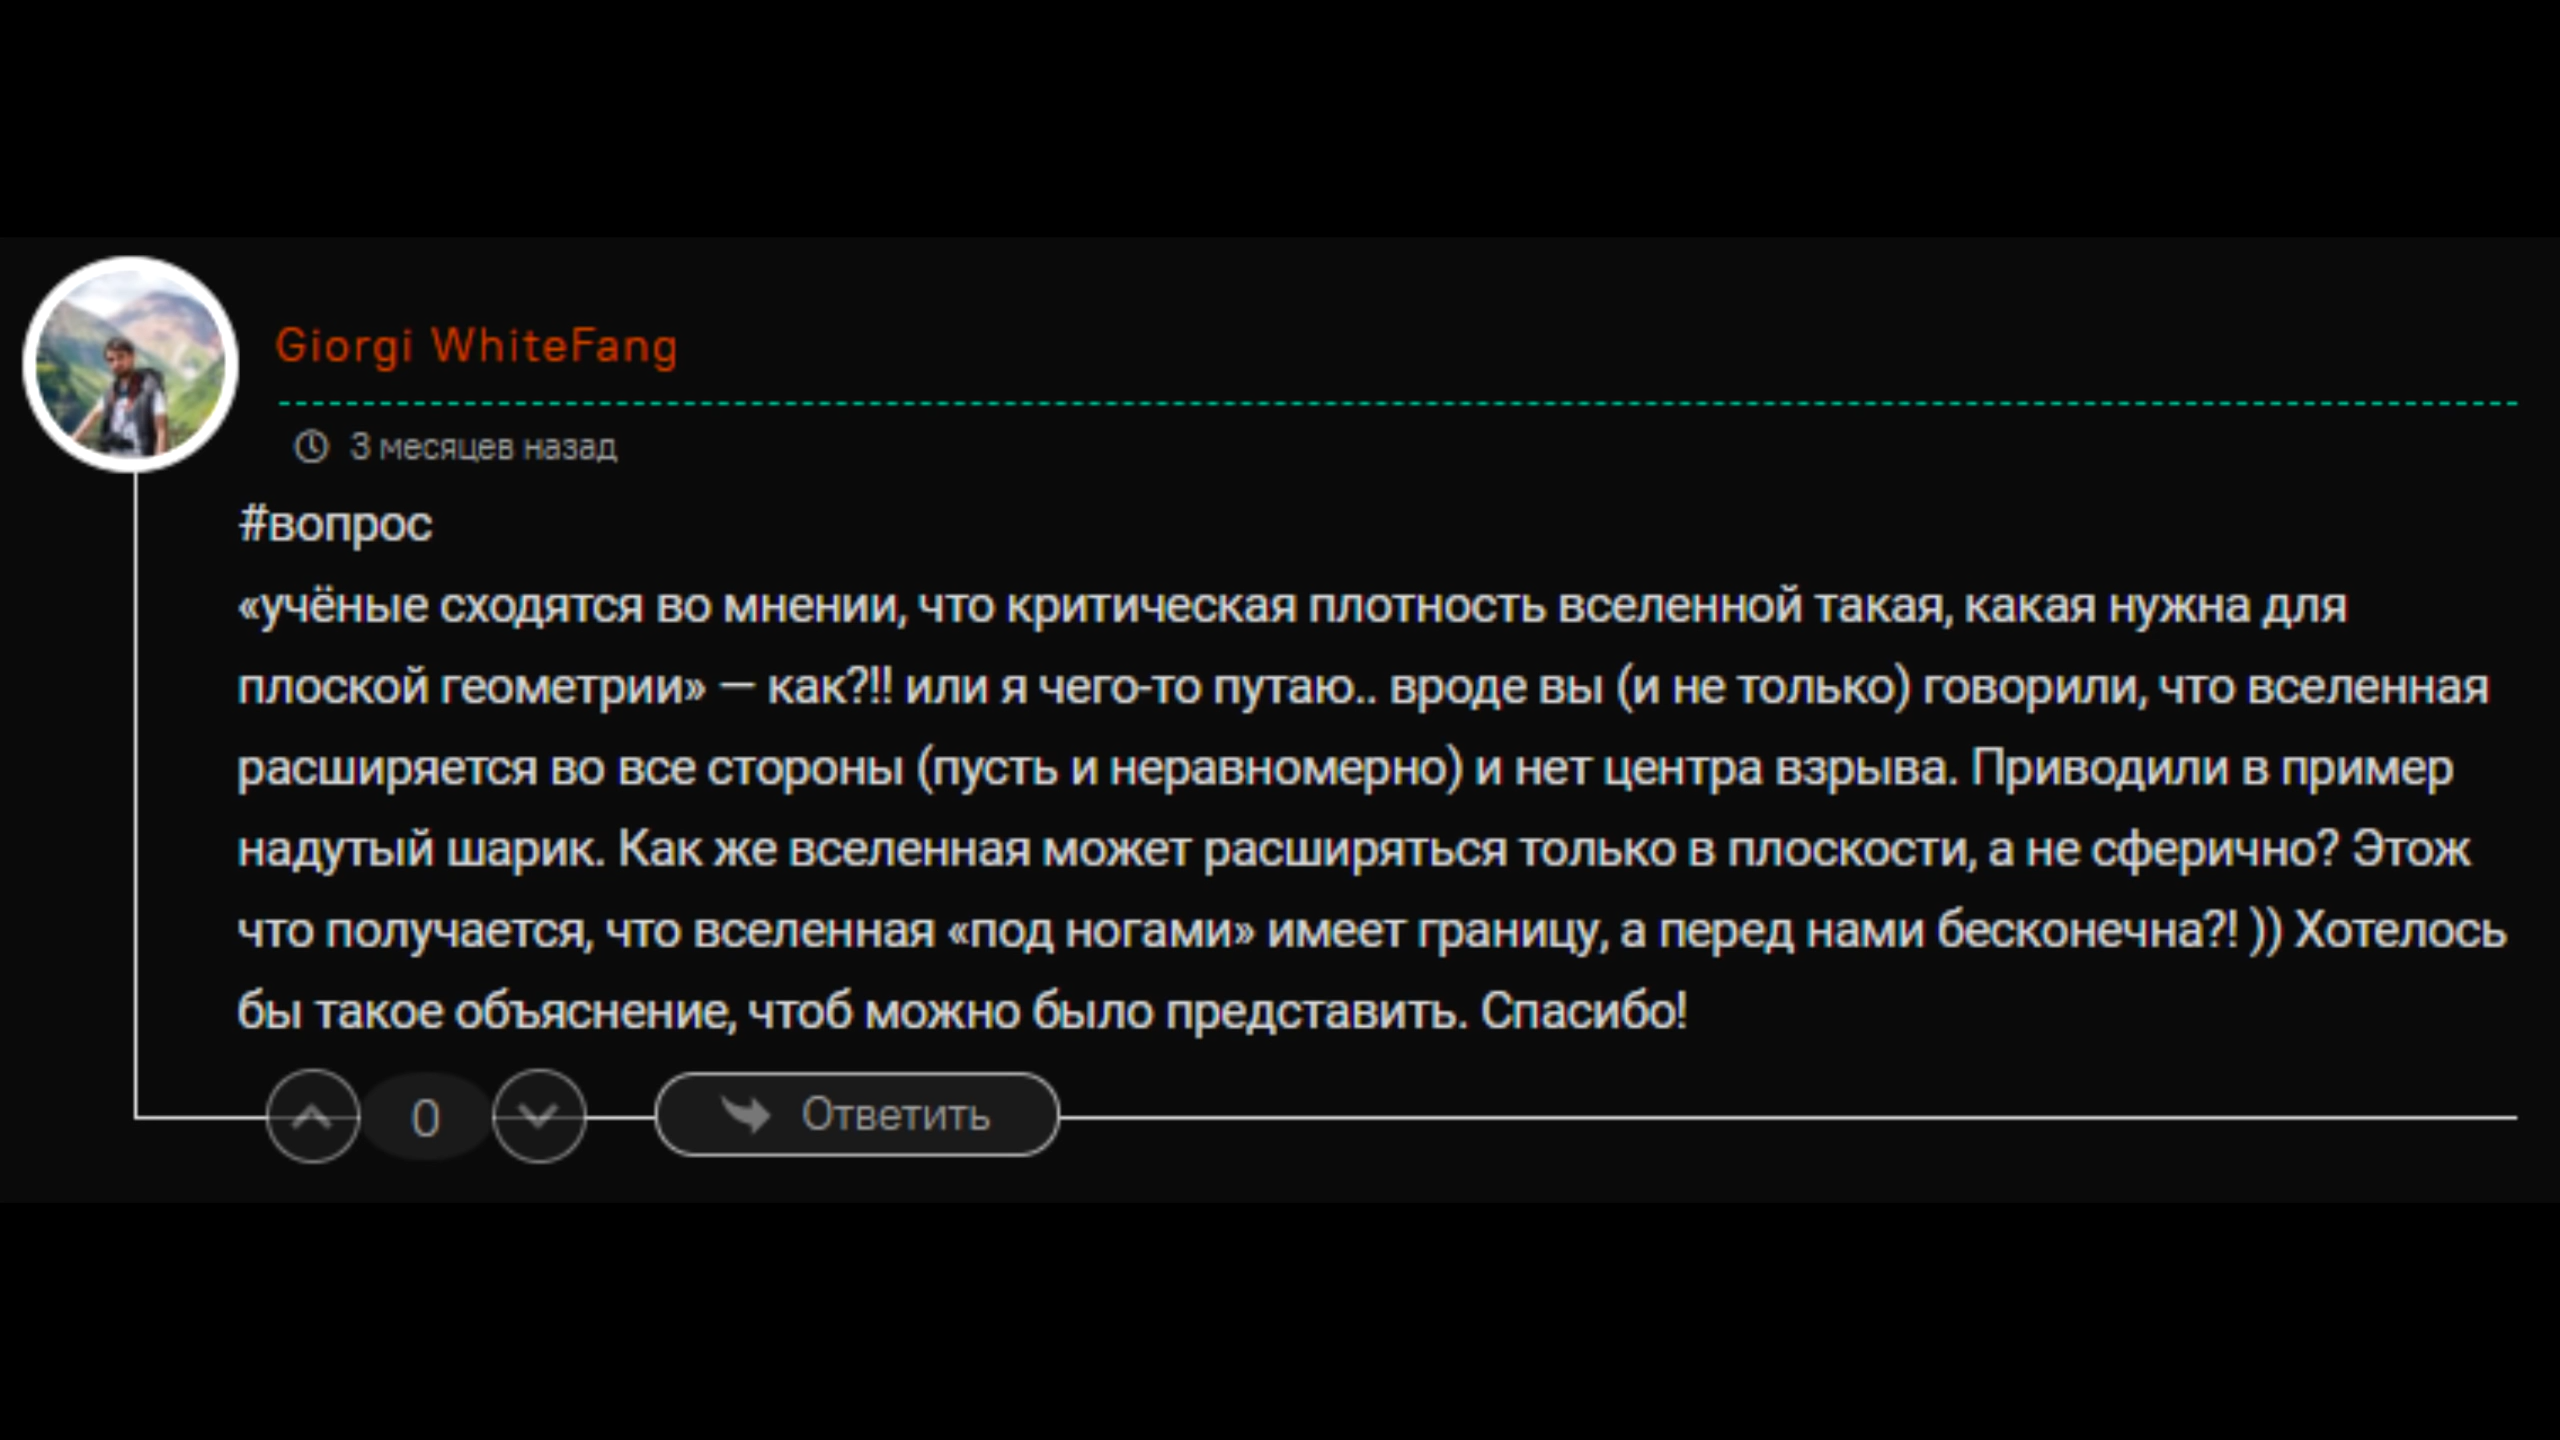 Giorgi WhiteFang
3 месяцев назад
#вопрос
«учёные сходятся во мнении, что критическая плотность вселенной такая, какая нужна для
плоской геометрии» — как?!! или я чего-то путаю.. вроде вы (и не только) говорили, что вселенная
расширяется во все стороны (пусть и неравномерно) и нет центра взрыва. Приводили в пример
надутый шарик. Как же вселенная может расширяться только в плоскости, а не сферично? Этож
что получается, что вселенная «под ногами» имеет границу, а перед нами бесконечна?! )) Хотелось
бы такое объяснение, чтоб можно было представить. Спасибо!
0 Ответить